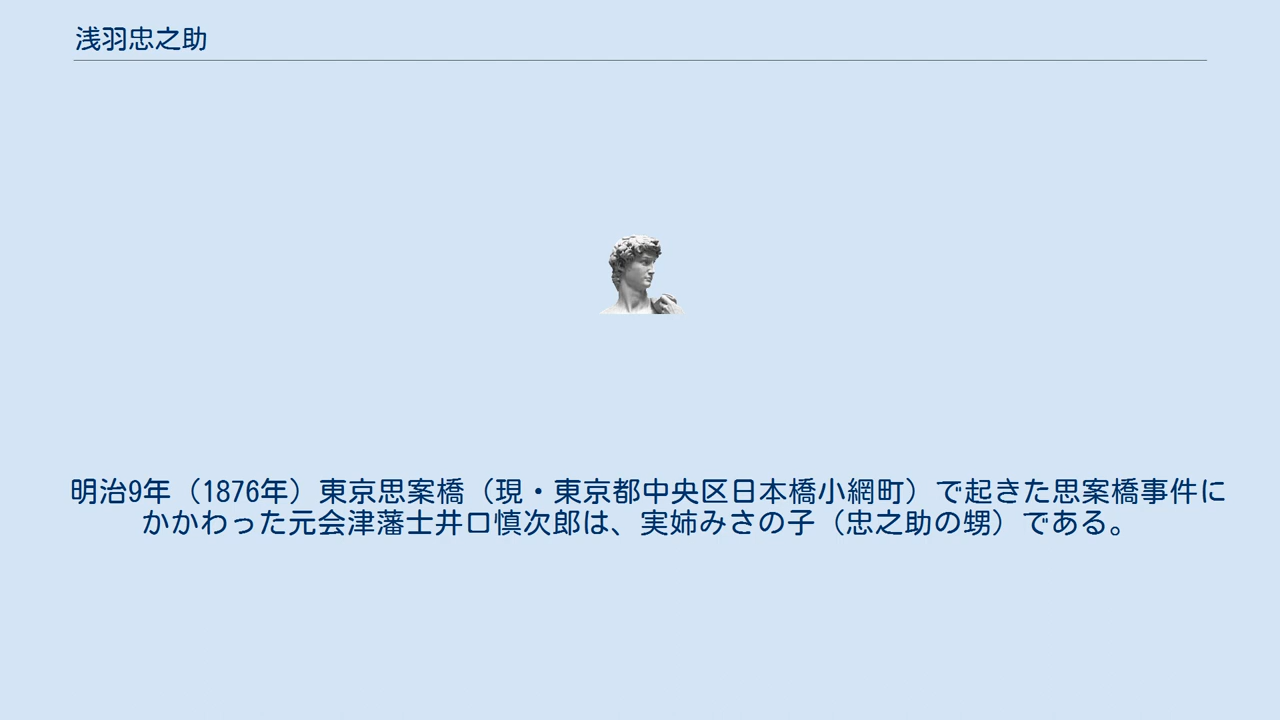 浅羽忠之助
明治9年（1876年）東京思案橋（現・東京都中央区日本橋小網町）で起きた思案橋事件に
かかわった元会津藩士井口慎次郎は、実姉みさの子（忠之助の甥）である。